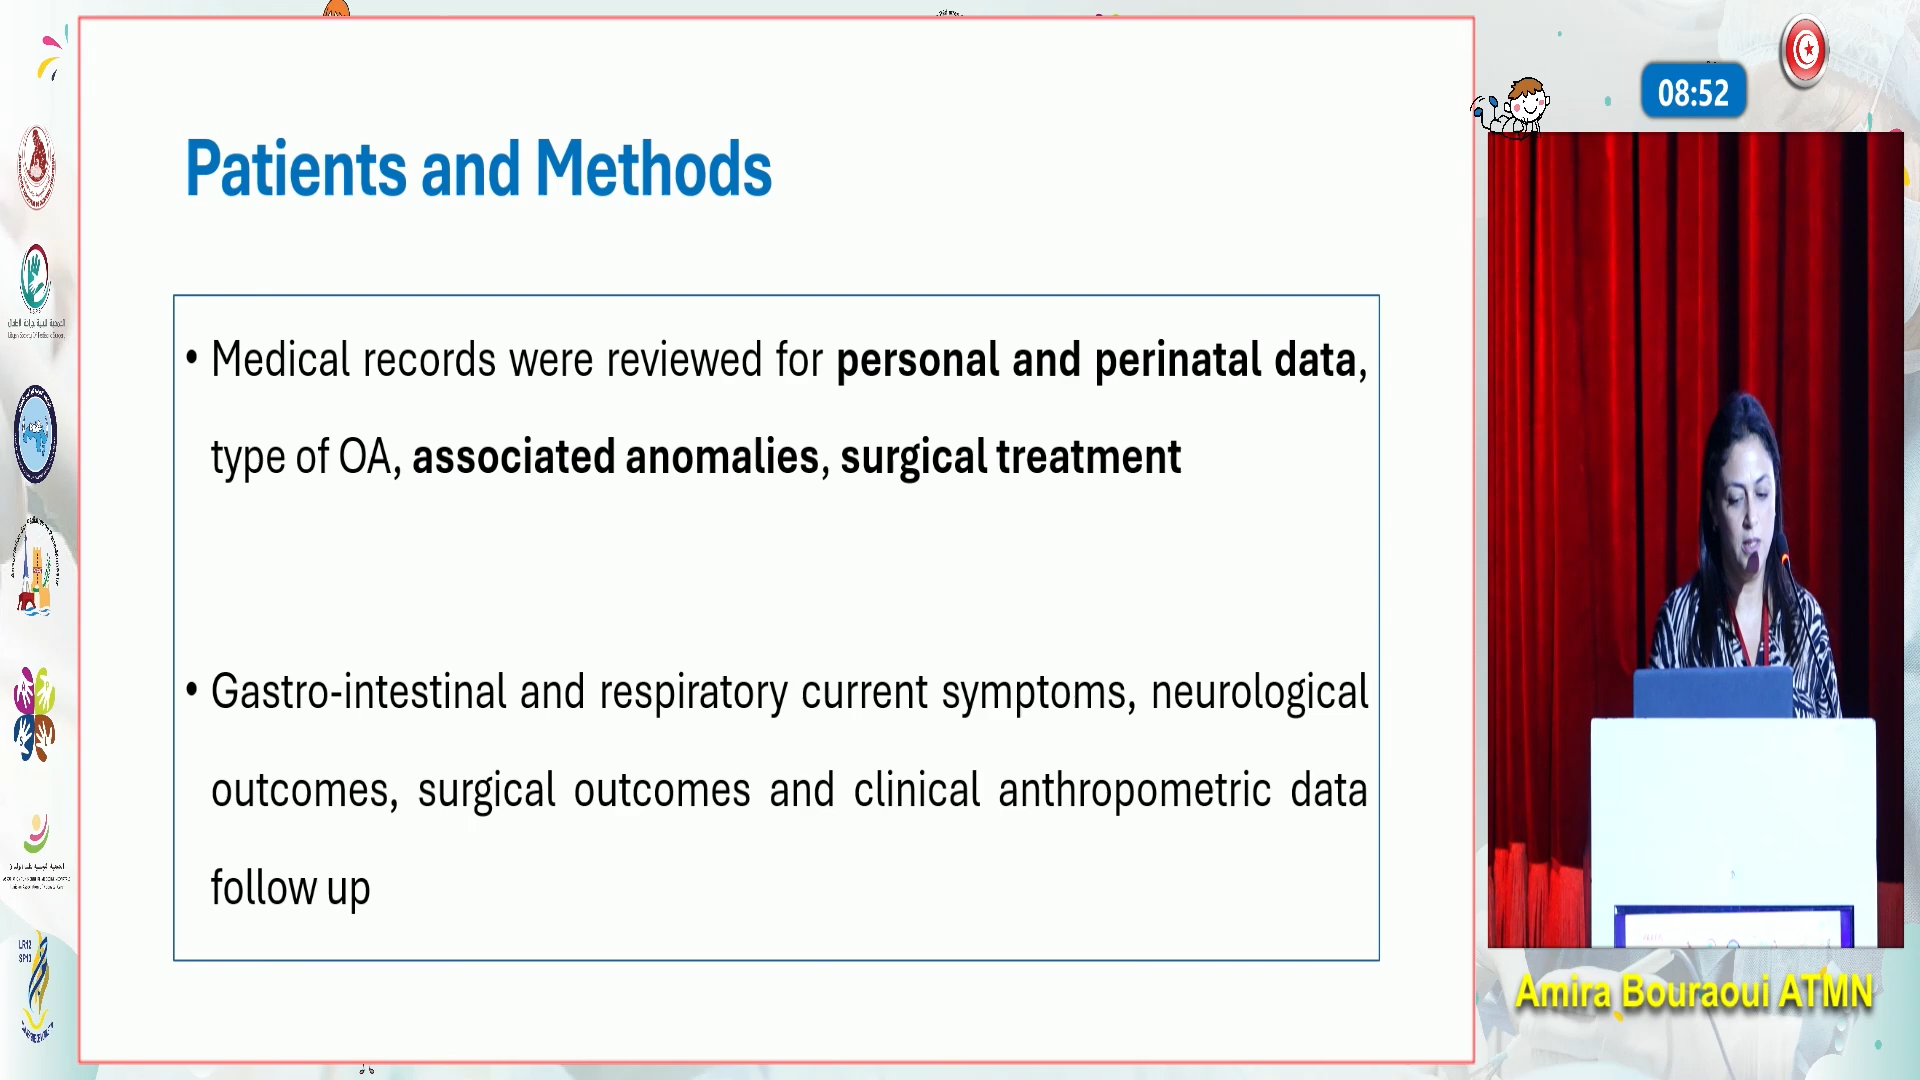 Patients and Methods
• Medical records were reviewed for personal and perinatal data,
type of OA, associated anomalies, surgical treatment
• Gastro-intestinal and respiratory current symptoms, neurological
outcomes, surgical outcomes and clinical anthropometric data
follow up
08:52
Amira Bouraoui ATMN
LR12
SP13